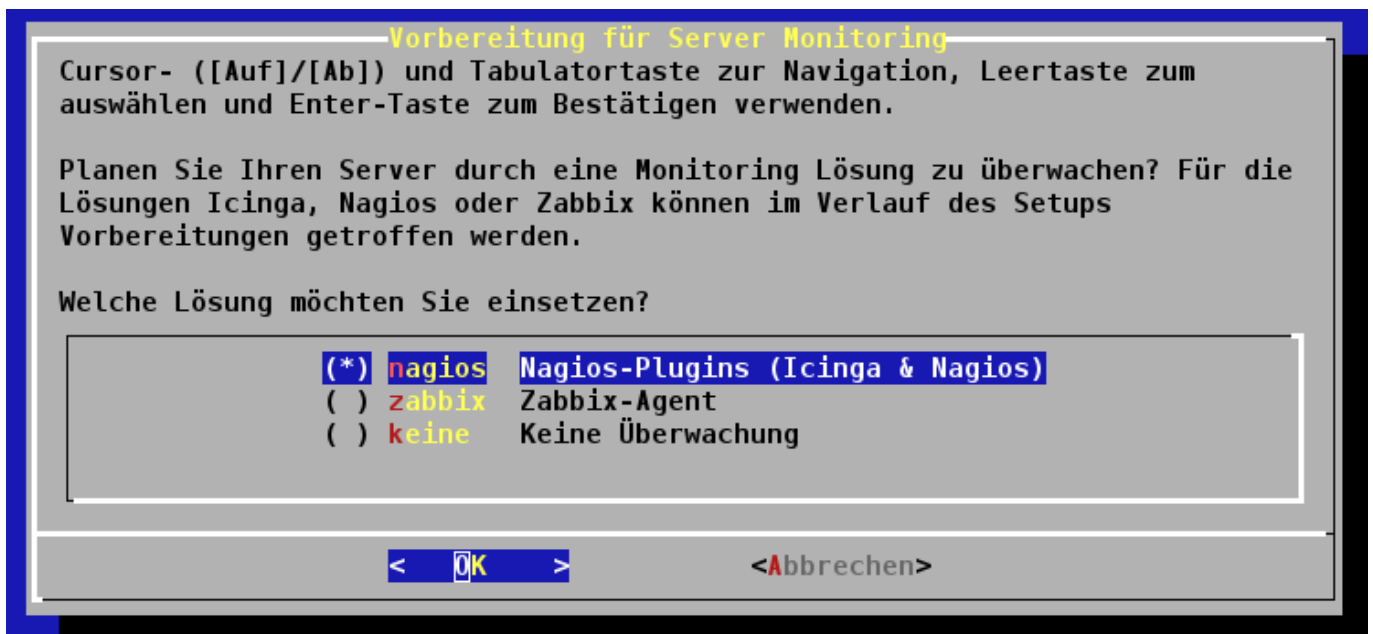 Vorbereitung für Server Monitoring
Cursor- ([Auf]/[Ab]) und Tabulatortaste zur Navigation, Leertaste zum
auswählen und Enter-Taste zum Bestätigen verwenden.
Planen Sie Ihren Server durch eine Monitoring Lösung zu überwachen? Für die
Lösungen Icinga, Nagios oder Zabbix können im Verlauf des Setups
Vorbereitungen getroffen werden.
Welche Lösung möchten Sie einsetzen?
(*) nagios Nagios-Plugins (Icinga & Nagios)
( ) zabbix Zabbix-Agent
( ) keine Keine Überwachung
< OK > <Abbrechen>